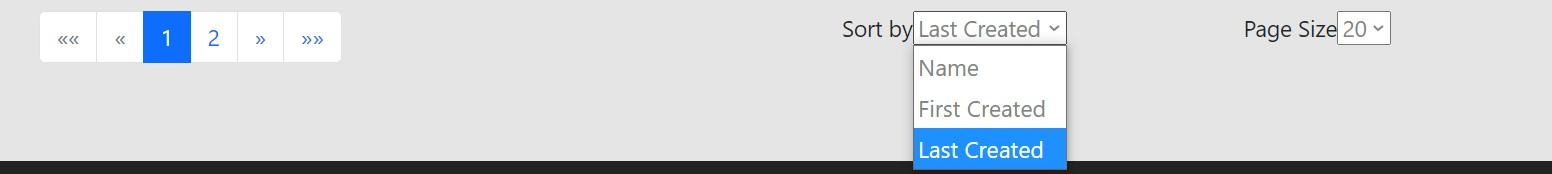 «« « 1 2 » »» Sort by Last Created Page Size 20
Name
First Created
Last Created